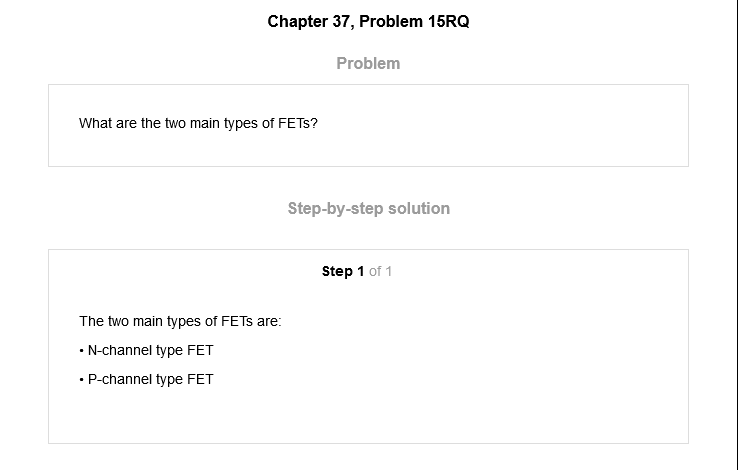 Chapter 37, Problem 15RQ
Problem
What are the two main types of FETs?
Step-by-step solution
Step 1 of 1
The two main types of FETs are:
• N-channel type FET
• P-channel type FET